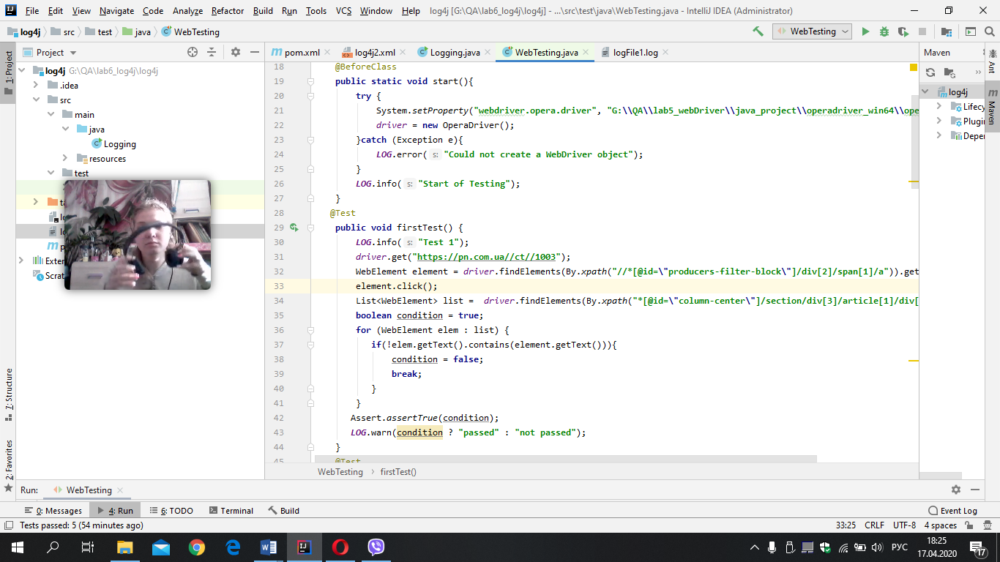 File Edit View Navigate Code Analyze Refactor Build Run Tools VCS Window Help log4j [G:\QA\lab6_log4j\log4j] - ...\src\test\java\WebTesting.java - IntelliJ IDEA (Administrator)
log4j src test java WebTesting WebTesting
1: Project
Project
pom.xml log4j2.xml Logging.java WebTesting.java logFile1.log
Maven
Ant
Maven
log4j G:\QA\lab6_log4j\log4j
.idea
src
main
java
Logging
resources
test
Exter
Scrat
log4j
Lifecy
Plugin
Deper
18 @BeforeClass
19 public static void start(){
20 try {
21 System.setProperty("webdriver.opera.driver", "G:\\QA\\lab5_webDriver\\java_project\\operadriver_win64\\ope
22 driver = new OperaDriver();
23 }catch (Exception e){
24 LOG.error( s: "Could not create a WebDriver object");
25 }
26 LOG.info( s: "Start of Testing");
27 }
28 @Test
29 public void firstTest() {
30 LOG.info( s: "Test 1");
31 driver.get("https://pn.com.ua//ct//1003");
32 WebElement element = driver.findElements(By.xpath("//*[@id=\"producers-filter-block\"]/div[2]/span[1]/a")).get
33 element.click();
34 List<WebElement> list =  driver.findElements(By.xpath("*[@id=\"column-center\"]/section/div[3]/article[1]/div[
35 boolean condition = true;
36 for (WebElement elem : list) {
37 if(!elem.getText().contains(element.getText())){
38 condition = false;
39 break;
40 }
41 }
42 Assert.assertTrue(condition);
43 LOG.warn(condition ? "passed" : "not passed");
44 }
45 @Test
WebTesting firstTest()
7: Structure
2: Favorites
Run: WebTesting
0: Messages 4: Run 6: TODO Terminal Build Event Log
Tests passed: 5 (54 minutes ago) 33:25 CRLF UTF-8 4 spaces
РУС
18:25
17.04.2020
17